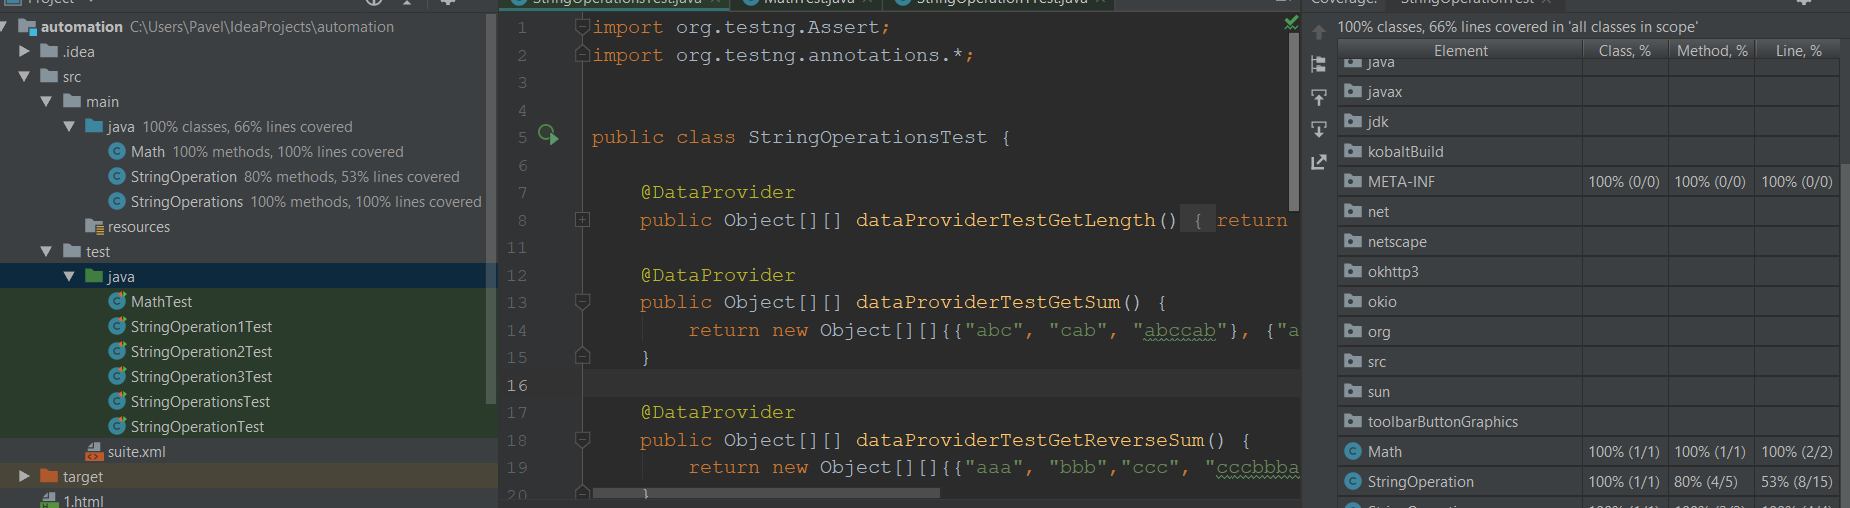 Project
automation C:\Users\Pavel\IdeaProjects\automation
.idea
src
main
java 100% classes, 66% lines covered
Math 100% methods, 100% lines covered
StringOperation 80% methods, 53% lines covered
StringOperations 100% methods, 100% lines covered
resources
test
java
MathTest
StringOperation1Test
StringOperation2Test
StringOperation3Test
StringOperationsTest
StringOperationTest
suite.xml
target
1.html
StringOperationsTest.java MathTest.java StringOperation1Test.java
1 import org.testng.Assert;
2 import org.testng.annotations.*;
3
4
5 public class StringOperationsTest {
6
7 @DataProvider
8 public Object[][] dataProviderTestGetLength() { return
11
12 @DataProvider
13 public Object[][] dataProviderTestGetSum() {
14 return new Object[][]{{"abc", "cab", "abccab"}, {"a
15 }
16
17 @DataProvider
18 public Object[][] dataProviderTestGetReverseSum() {
19 return new Object[][]{{"aaa", "bbb","ccc", "cccbbba
20 }
Coverage: StringOperationTest
100% classes, 66% lines covered in 'all classes in scope'
Element Class, % Method, % Line, %
java
javax
jdk
kobaltBuild
META-INF 100% (0/0) 100% (0/0) 100% (0/0)
net
netscape
okhttp3
okio
org
src
sun
toolbarButtonGraphics
Math 100% (1/1) 100% (1/1) 100% (2/2)
StringOperation 100% (1/1) 80% (4/5) 53% (8/15)